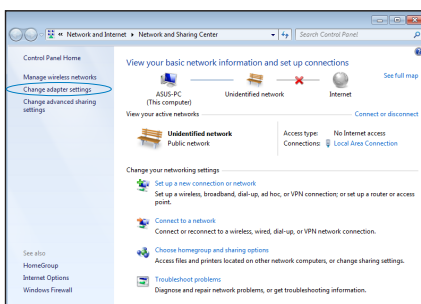 « Network and Internet ▸ Network and Sharing Center
Search Control Panel
Control Panel Home
Manage wireless networks
Change adapter settings
Change advanced sharing
settings
View your basic network information and set up connections
See full map
ASUS-PC
(This computer)
Unidentified network
Internet
View your active networks
Connect or disconnect
Unidentified network
Public network
Access type: No Internet access
Connections: Local Area Connection
Change your networking settings
Set up a new connection or network
Set up a wireless, broadband, dial-up, ad hoc, or VPN connection; or set up a router or access
point.
Connect to a network
Connect or reconnect to a wireless, wired, dial-up, or VPN network connection.
Choose homegroup and sharing options
Access files and printers located on other network computers, or change sharing settings.
Troubleshoot problems
Diagnose and repair network problems, or get troubleshooting information.
See also
HomeGroup
Internet Options
Windows Firewall